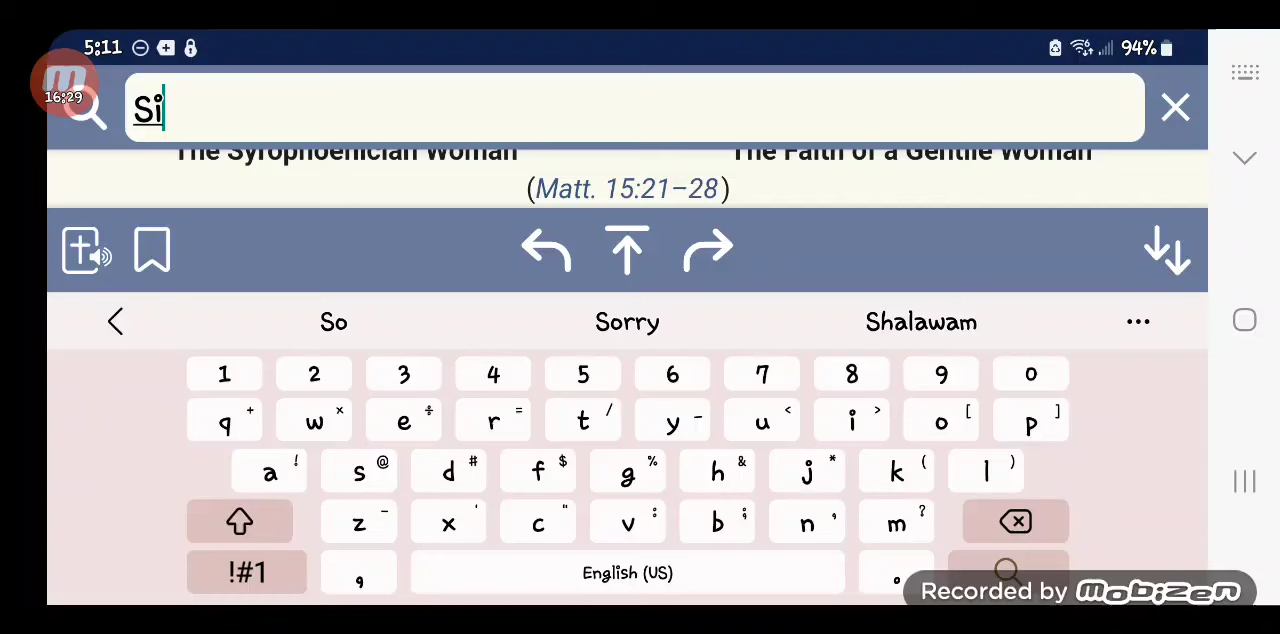 5:11 94%
16:29
Si
The Syrophoenician Woman The Faith of a Gentile Woman
(Matt. 15:21–28)
So Sorry Shalawam ...
1 2 3 4 5 6 7 8 9 0
q + w × e ÷ r = t / y - u < i > o [ p ]
a ! s @ d # f $ g % h & j * k ( l )
z - x ' c " v : b ; n , m ?
!#1 , English (US) .
Recorded by mobizen